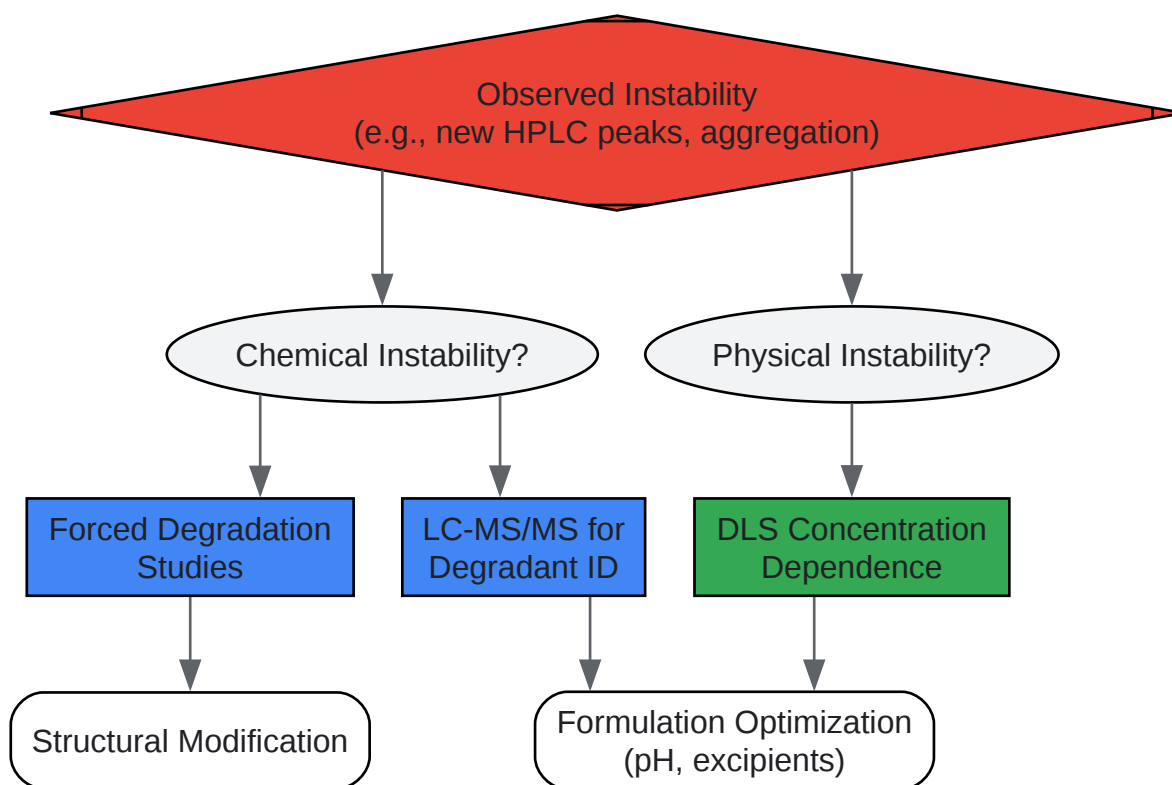 Observed Instability
(e.g., new HPLC peaks, aggregation)
Chemical Instability?
Physical Instability?
Forced Degradation
Studies
LC-MS/MS for
Degradant ID
DLS Concentration
Dependence
Structural Modification
Formulation Optimization
(pH, excipients)